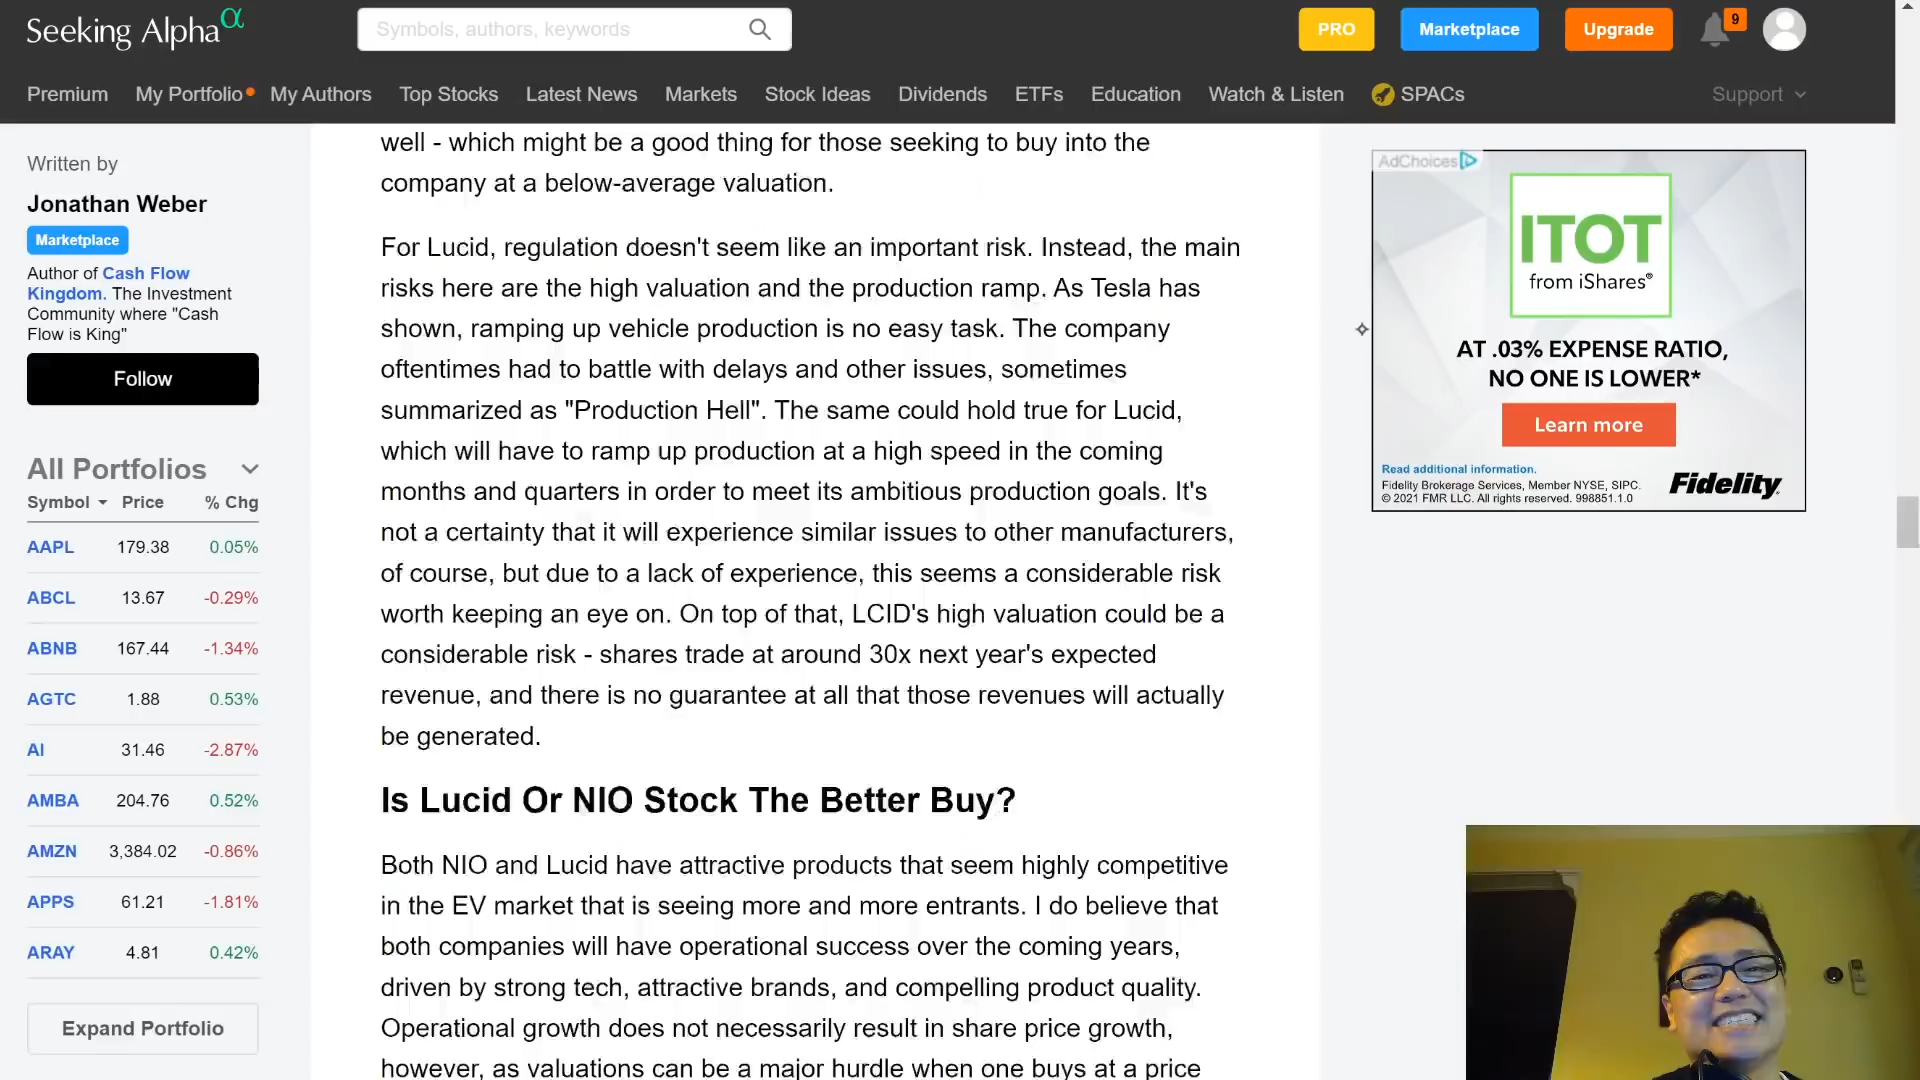 Seeking Alpha α
Symbols, authors, keywords
PRO
Marketplace
Upgrade
9
Premium
My Portfolio
My Authors
Top Stocks
Latest News
Markets
Stock Ideas
Dividends
ETFs
Education
Watch & Listen
SPACs
Support
Written by
Jonathan Weber
Marketplace
Author of Cash Flow
Kingdom. The Investment
Community where "Cash
Flow is King"
Follow
All Portfolios
Symbol Price % Chg
AAPL 179.38 0.05%
ABCL 13.67 -0.29%
ABNB 167.44 -1.34%
AGTC 1.88 0.53%
AI 31.46 -2.87%
AMBA 204.76 0.52%
AMZN 3,384.02 -0.86%
APPS 61.21 -1.81%
ARAY 4.81 0.42%
Expand Portfolio
well - which might be a good thing for those seeking to buy into the
company at a below-average valuation.
For Lucid, regulation doesn't seem like an important risk. Instead, the main
risks here are the high valuation and the production ramp. As Tesla has
shown, ramping up vehicle production is no easy task. The company
oftentimes had to battle with delays and other issues, sometimes
summarized as "Production Hell". The same could hold true for Lucid,
which will have to ramp up production at a high speed in the coming
months and quarters in order to meet its ambitious production goals. It's
not a certainty that it will experience similar issues to other manufacturers,
of course, but due to a lack of experience, this seems a considerable risk
worth keeping an eye on. On top of that, LCID's high valuation could be a
considerable risk - shares trade at around 30x next year's expected
revenue, and there is no guarantee at all that those revenues will actually
be generated.
Is Lucid Or NIO Stock The Better Buy?
Both NIO and Lucid have attractive products that seem highly competitive
in the EV market that is seeing more and more entrants. I do believe that
both companies will have operational success over the coming years,
driven by strong tech, attractive brands, and compelling product quality.
Operational growth does not necessarily result in share price growth,
however, as valuations can be a major hurdle when one buys at a price
AdChoices
ITOT
from iShares®
AT .03% EXPENSE RATIO,
NO ONE IS LOWER*
Learn more
Read additional information.
Fidelity Brokerage Services, Member NYSE, SIPC.
© 2021 FMR LLC. All rights reserved. 998851.1.0
Fidelity